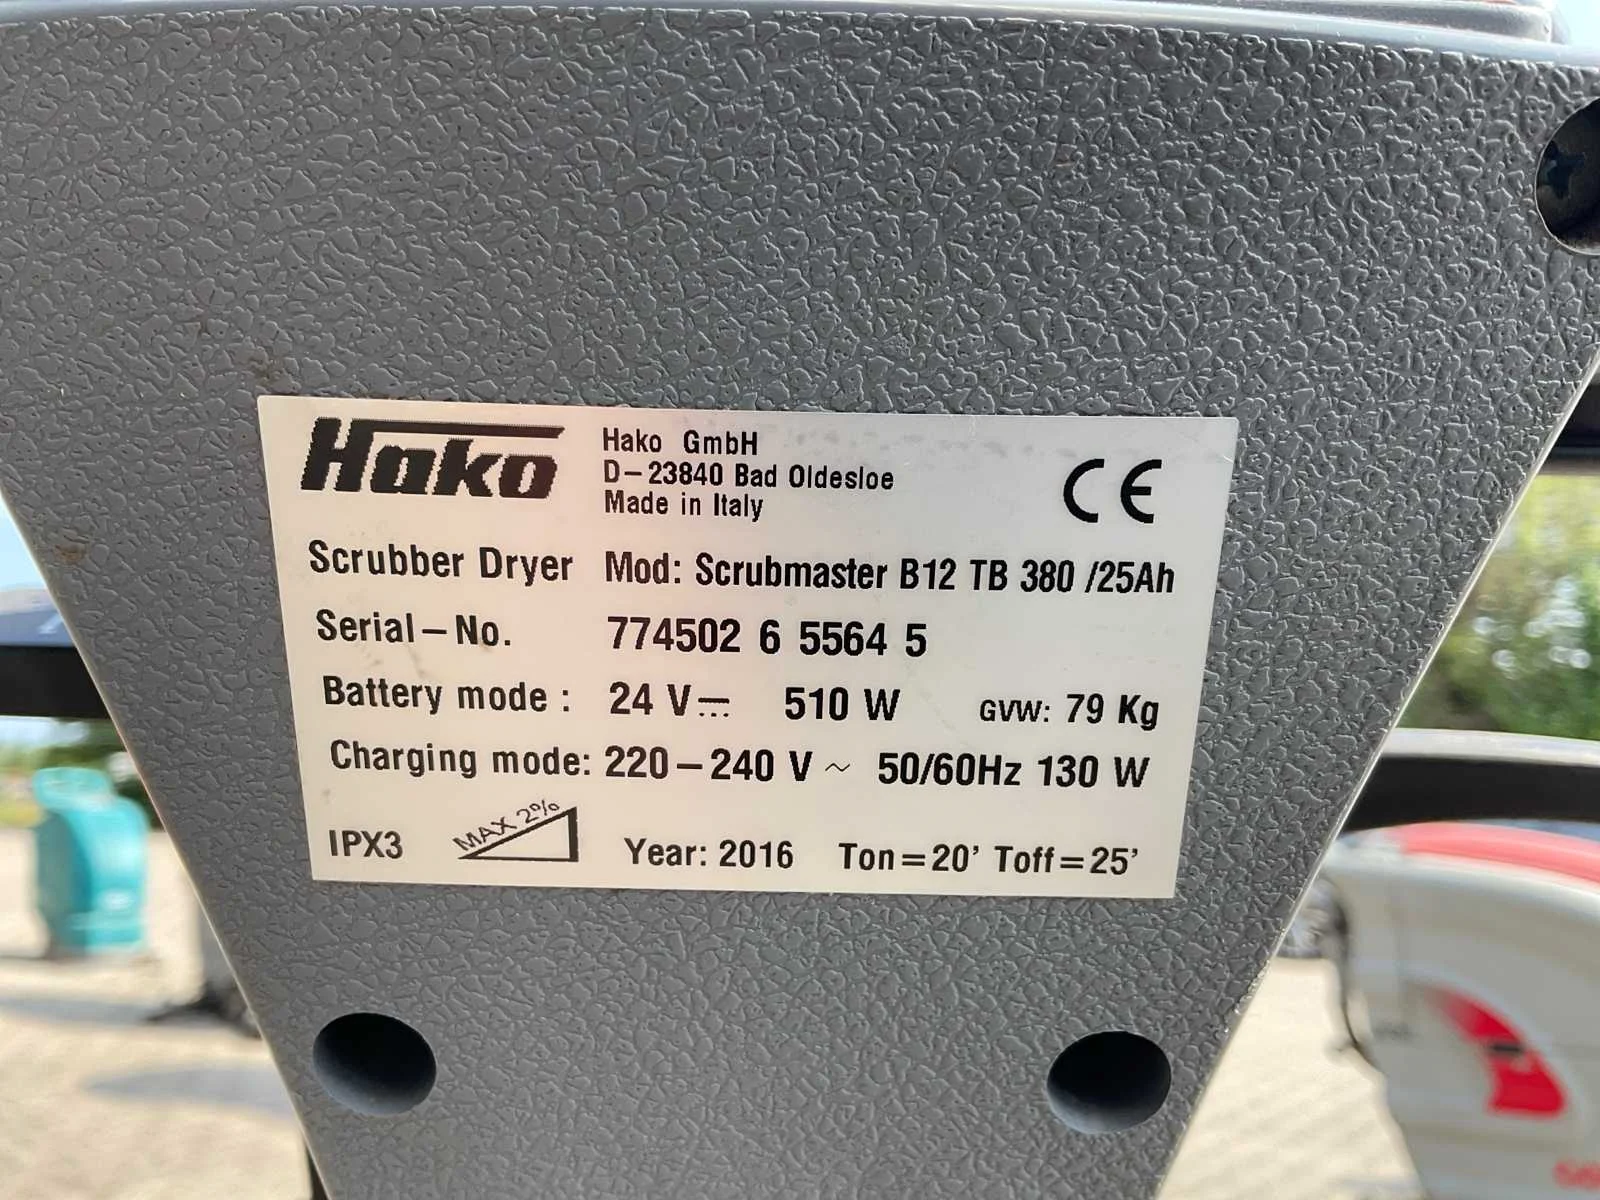 Hako
Hako GmbH
D-23840 Bad Oldesloe
Made in Italy
CE
Scrubber Dryer Mod: Scrubmaster B12 TB 380 /25Ah
Serial-No. 774502 6 5564 5
Battery mode : 24 V⎓ 510 W GVW: 79 Kg
Charging mode: 220-240 V ~ 50/60Hz 130 W
IPX3 MAX 2% Year: 2016 Ton=20' Toff=25'